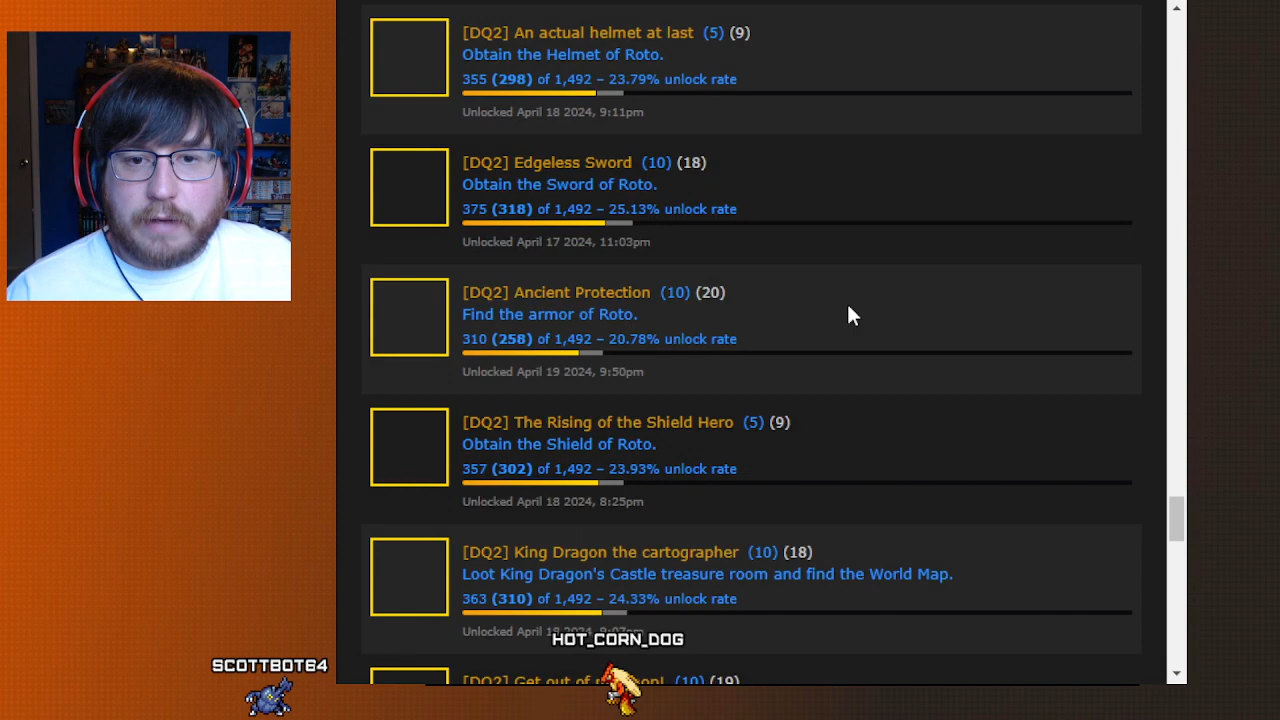 [DQ2] An actual helmet at last (5) (9)
Obtain the Helmet of Roto.
355 (298) of 1,492 – 23.79% unlock rate
Unlocked April 18 2024, 9:11pm
[DQ2] Edgeless Sword (10) (18)
Obtain the Sword of Roto.
375 (318) of 1,492 – 25.13% unlock rate
Unlocked April 17 2024, 11:03pm
[DQ2] Ancient Protection (10) (20)
Find the armor of Roto.
310 (258) of 1,492 – 20.78% unlock rate
Unlocked April 19 2024, 9:50pm
[DQ2] The Rising of the Shield Hero (5) (9)
Obtain the Shield of Roto.
357 (302) of 1,492 – 23.93% unlock rate
Unlocked April 18 2024, 8:25pm
[DQ2] King Dragon the cartographer (10) (18)
Loot King Dragon's Castle treasure room and find the World Map.
363 (310) of 1,492 – 24.33% unlock rate
Unlocked April
HOT_CORN_DOG
SCOTTBOT64
[DQ2] Get out of (10) (19)